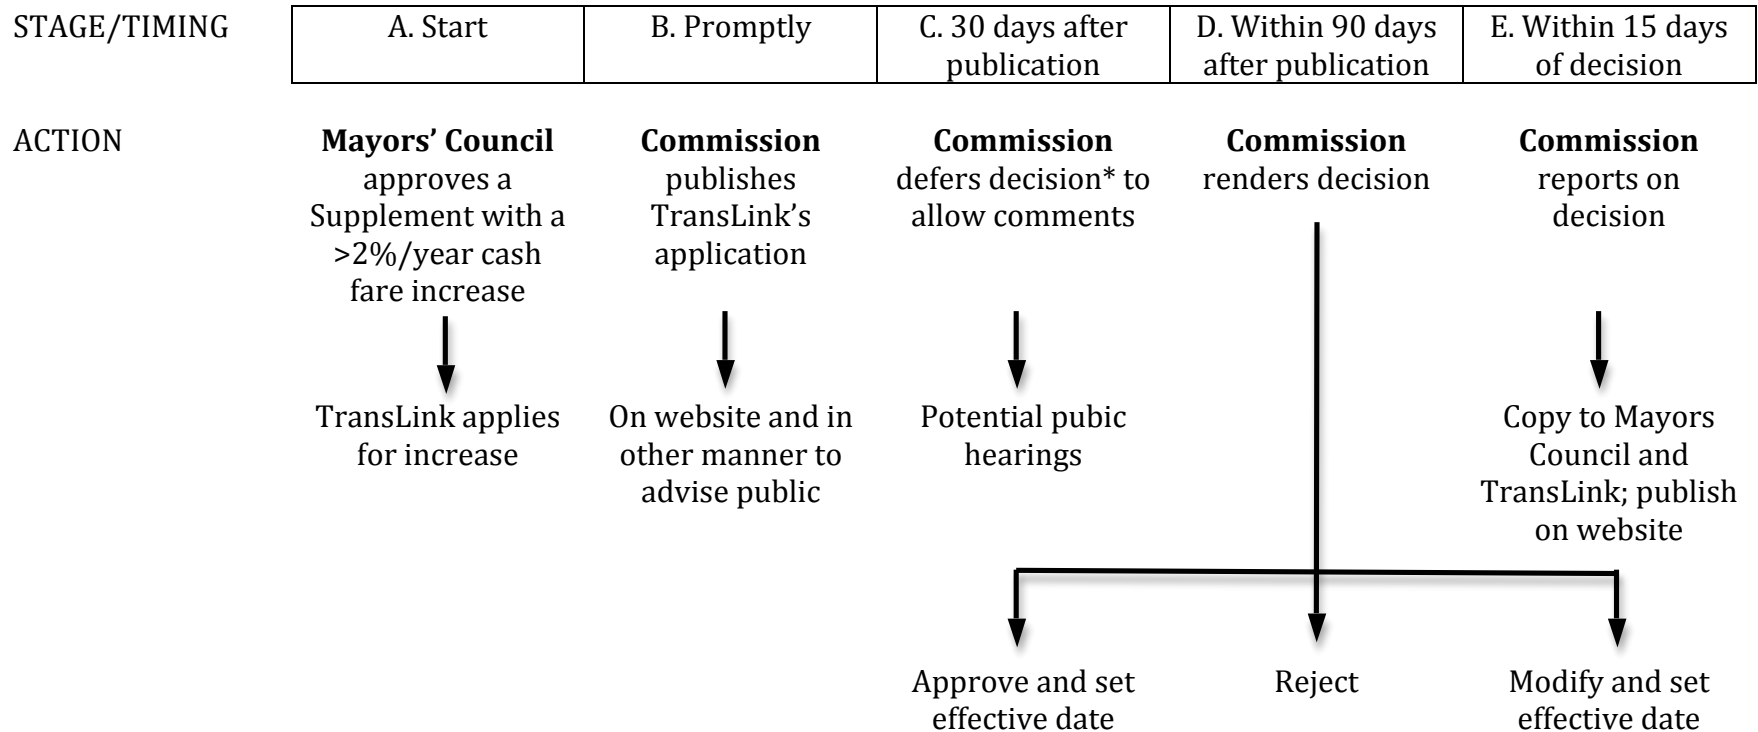 STAGE/TIMING
A. Start
B. Promptly
C. 30 days after
publication
D. Within 90 days
after publication
E. Within 15 days
of decision
ACTION
Mayors’ Council
approves a
Supplement with a
>2%/year cash
fare increase
Commission
publishes
TransLink’s
application
Commission
defers decision* to
allow comments
Commission
renders decision
Commission
reports on
decision
TransLink applies
for increase
On website and in
other manner to
advise public
Potential pubic
hearings
Copy to Mayors
Council and
TransLink; publish
on website
Approve and set
effective date
Reject
Modify and set
effective date